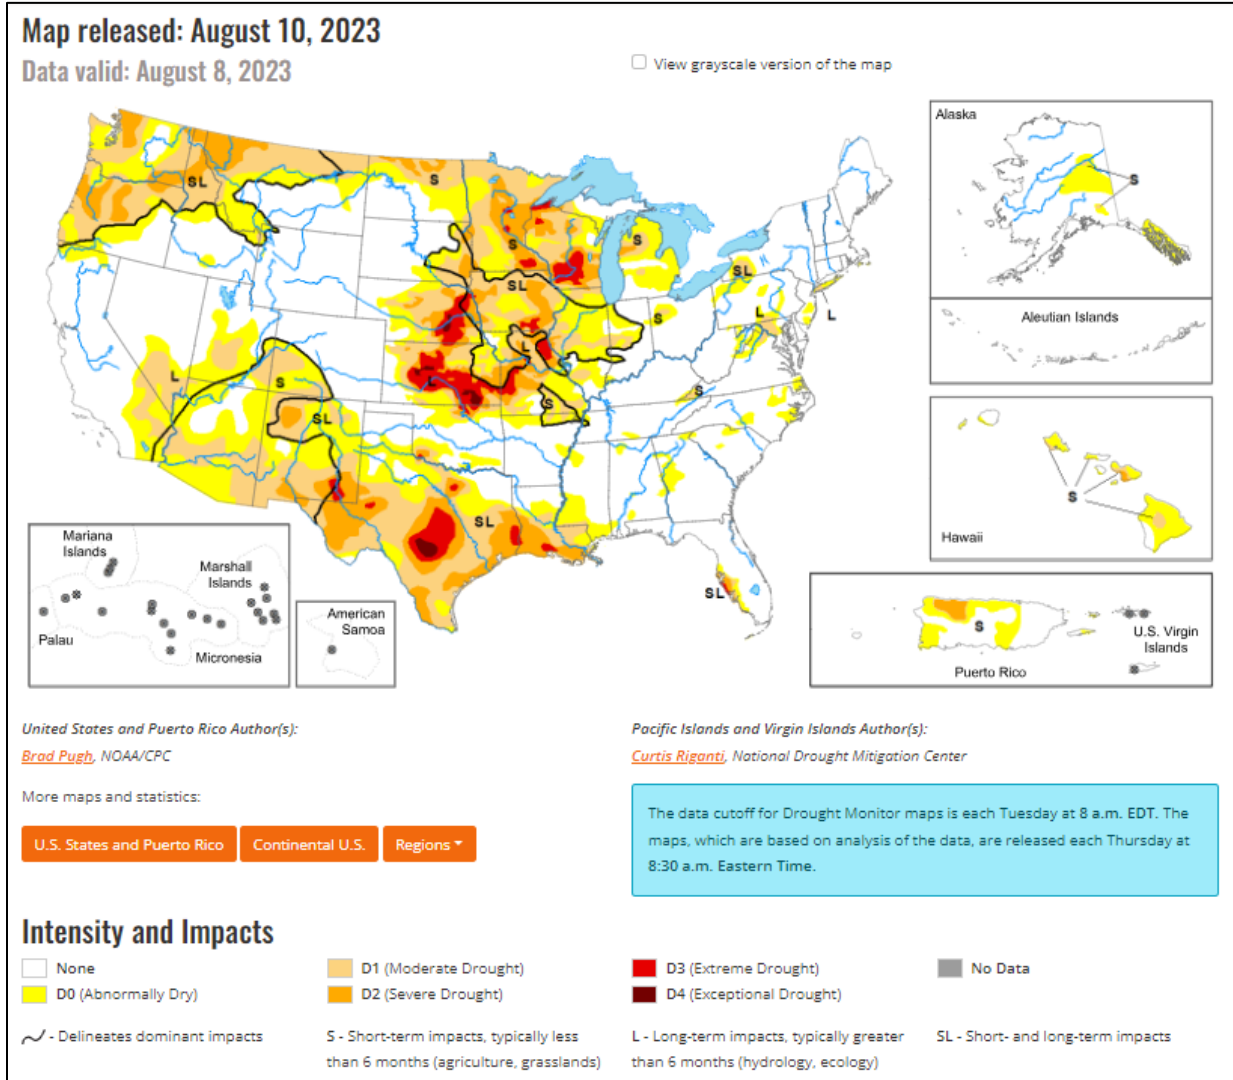 Map released: August 10, 2023
Data valid: August 8, 2023
View grayscale version of the map
Alaska
S
Aleutian Islands
Hawaii
S
Puerto Rico
S
U.S. Virgin
Islands
SL
S
S
S
SL
SL
L
L
S
L
S
L
S
SL
S
SL
SL
Mariana
Islands
Marshall
Islands
Palau
Micronesia
American
Samoa
United States and Puerto Rico Author(s):
Brad Pugh, NOAA/CPC
Pacific Islands and Virgin Islands Author(s):
Curtis Riganti, National Drought Mitigation Center
More maps and statistics:
U.S. States and Puerto Rico
Continental U.S.
Regions
The data cutoff for Drought Monitor maps is each Tuesday at 8 a.m. EDT. The
maps, which are based on analysis of the data, are released each Thursday at
8:30 a.m. Eastern Time.
Intensity and Impacts
None
D0 (Abnormally Dry)
D1 (Moderate Drought)
D2 (Severe Drought)
D3 (Extreme Drought)
D4 (Exceptional Drought)
No Data
- Delineates dominant impacts
S - Short-term impacts, typically less
than 6 months (agriculture, grasslands)
L - Long-term impacts, typically greater
than 6 months (hydrology, ecology)
SL - Short- and long-term impacts